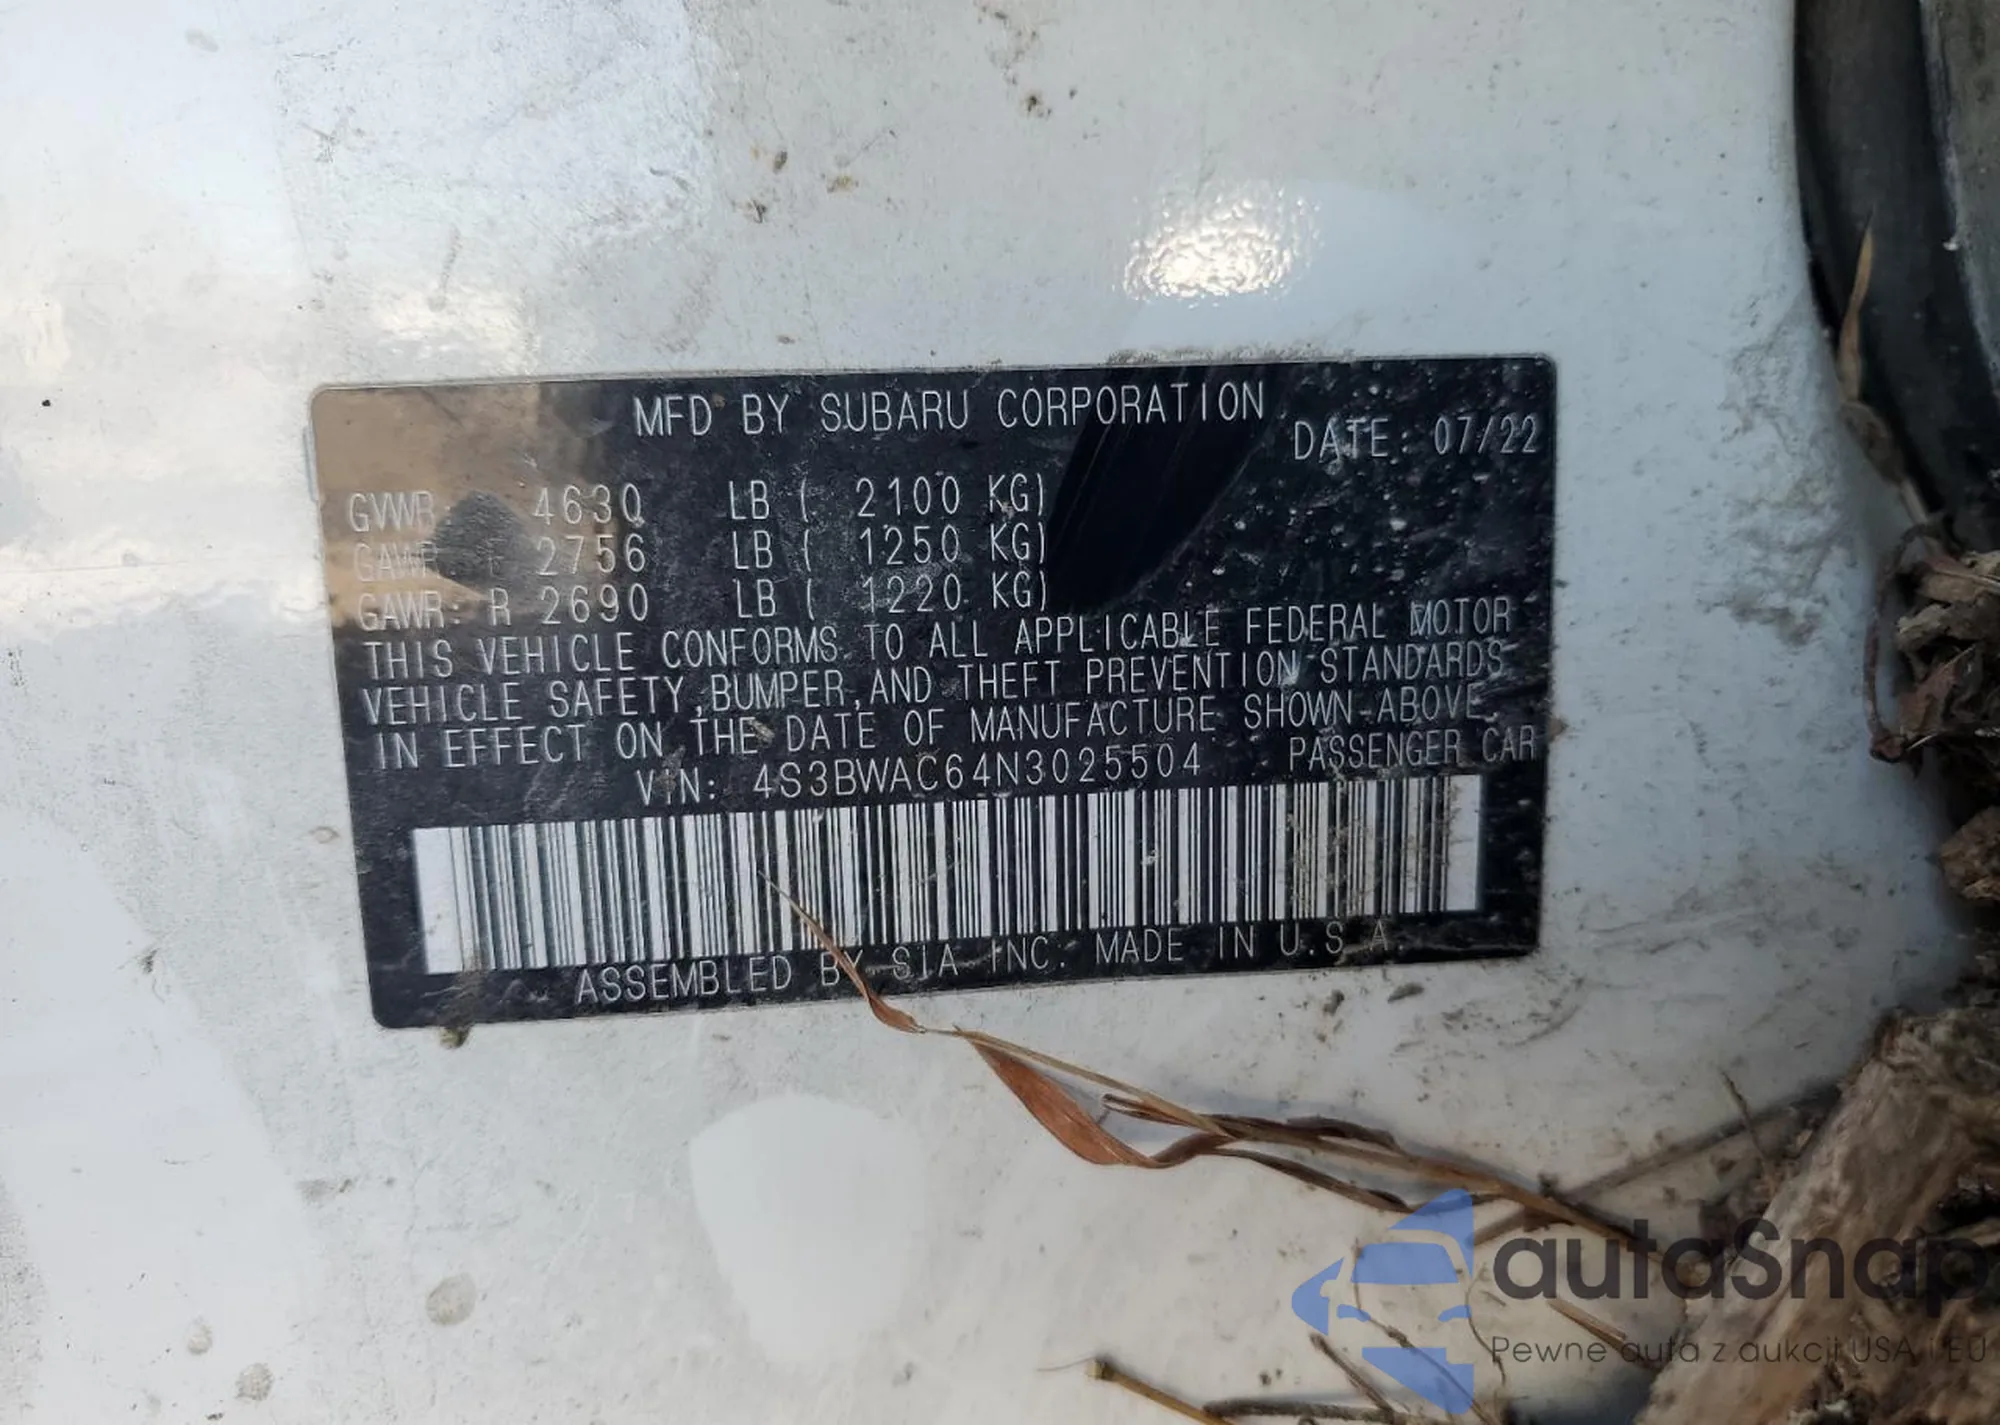 MFD BY SUBARU CORPORATION
DATE: 07/22
GVWR: 4630 LB ( 2100 KG)
GAWR: F 2756 LB ( 1250 KG)
GAWR: R 2690 LB ( 1220 KG)
THIS VEHICLE CONFORMS TO ALL APPLICABLE FEDERAL MOTOR
VEHICLE SAFETY,BUMPER,AND THEFT PREVENTION STANDARDS
IN EFFECT ON THE DATE OF MANUFACTURE SHOWN ABOVE.
VIN: 4S3BWAC64N3025504 PASSENGER CAR
ASSEMBLED BY SIA INC. MADE IN U.S.A.
autaSnap
Pewne auta z aukcji USA i EU